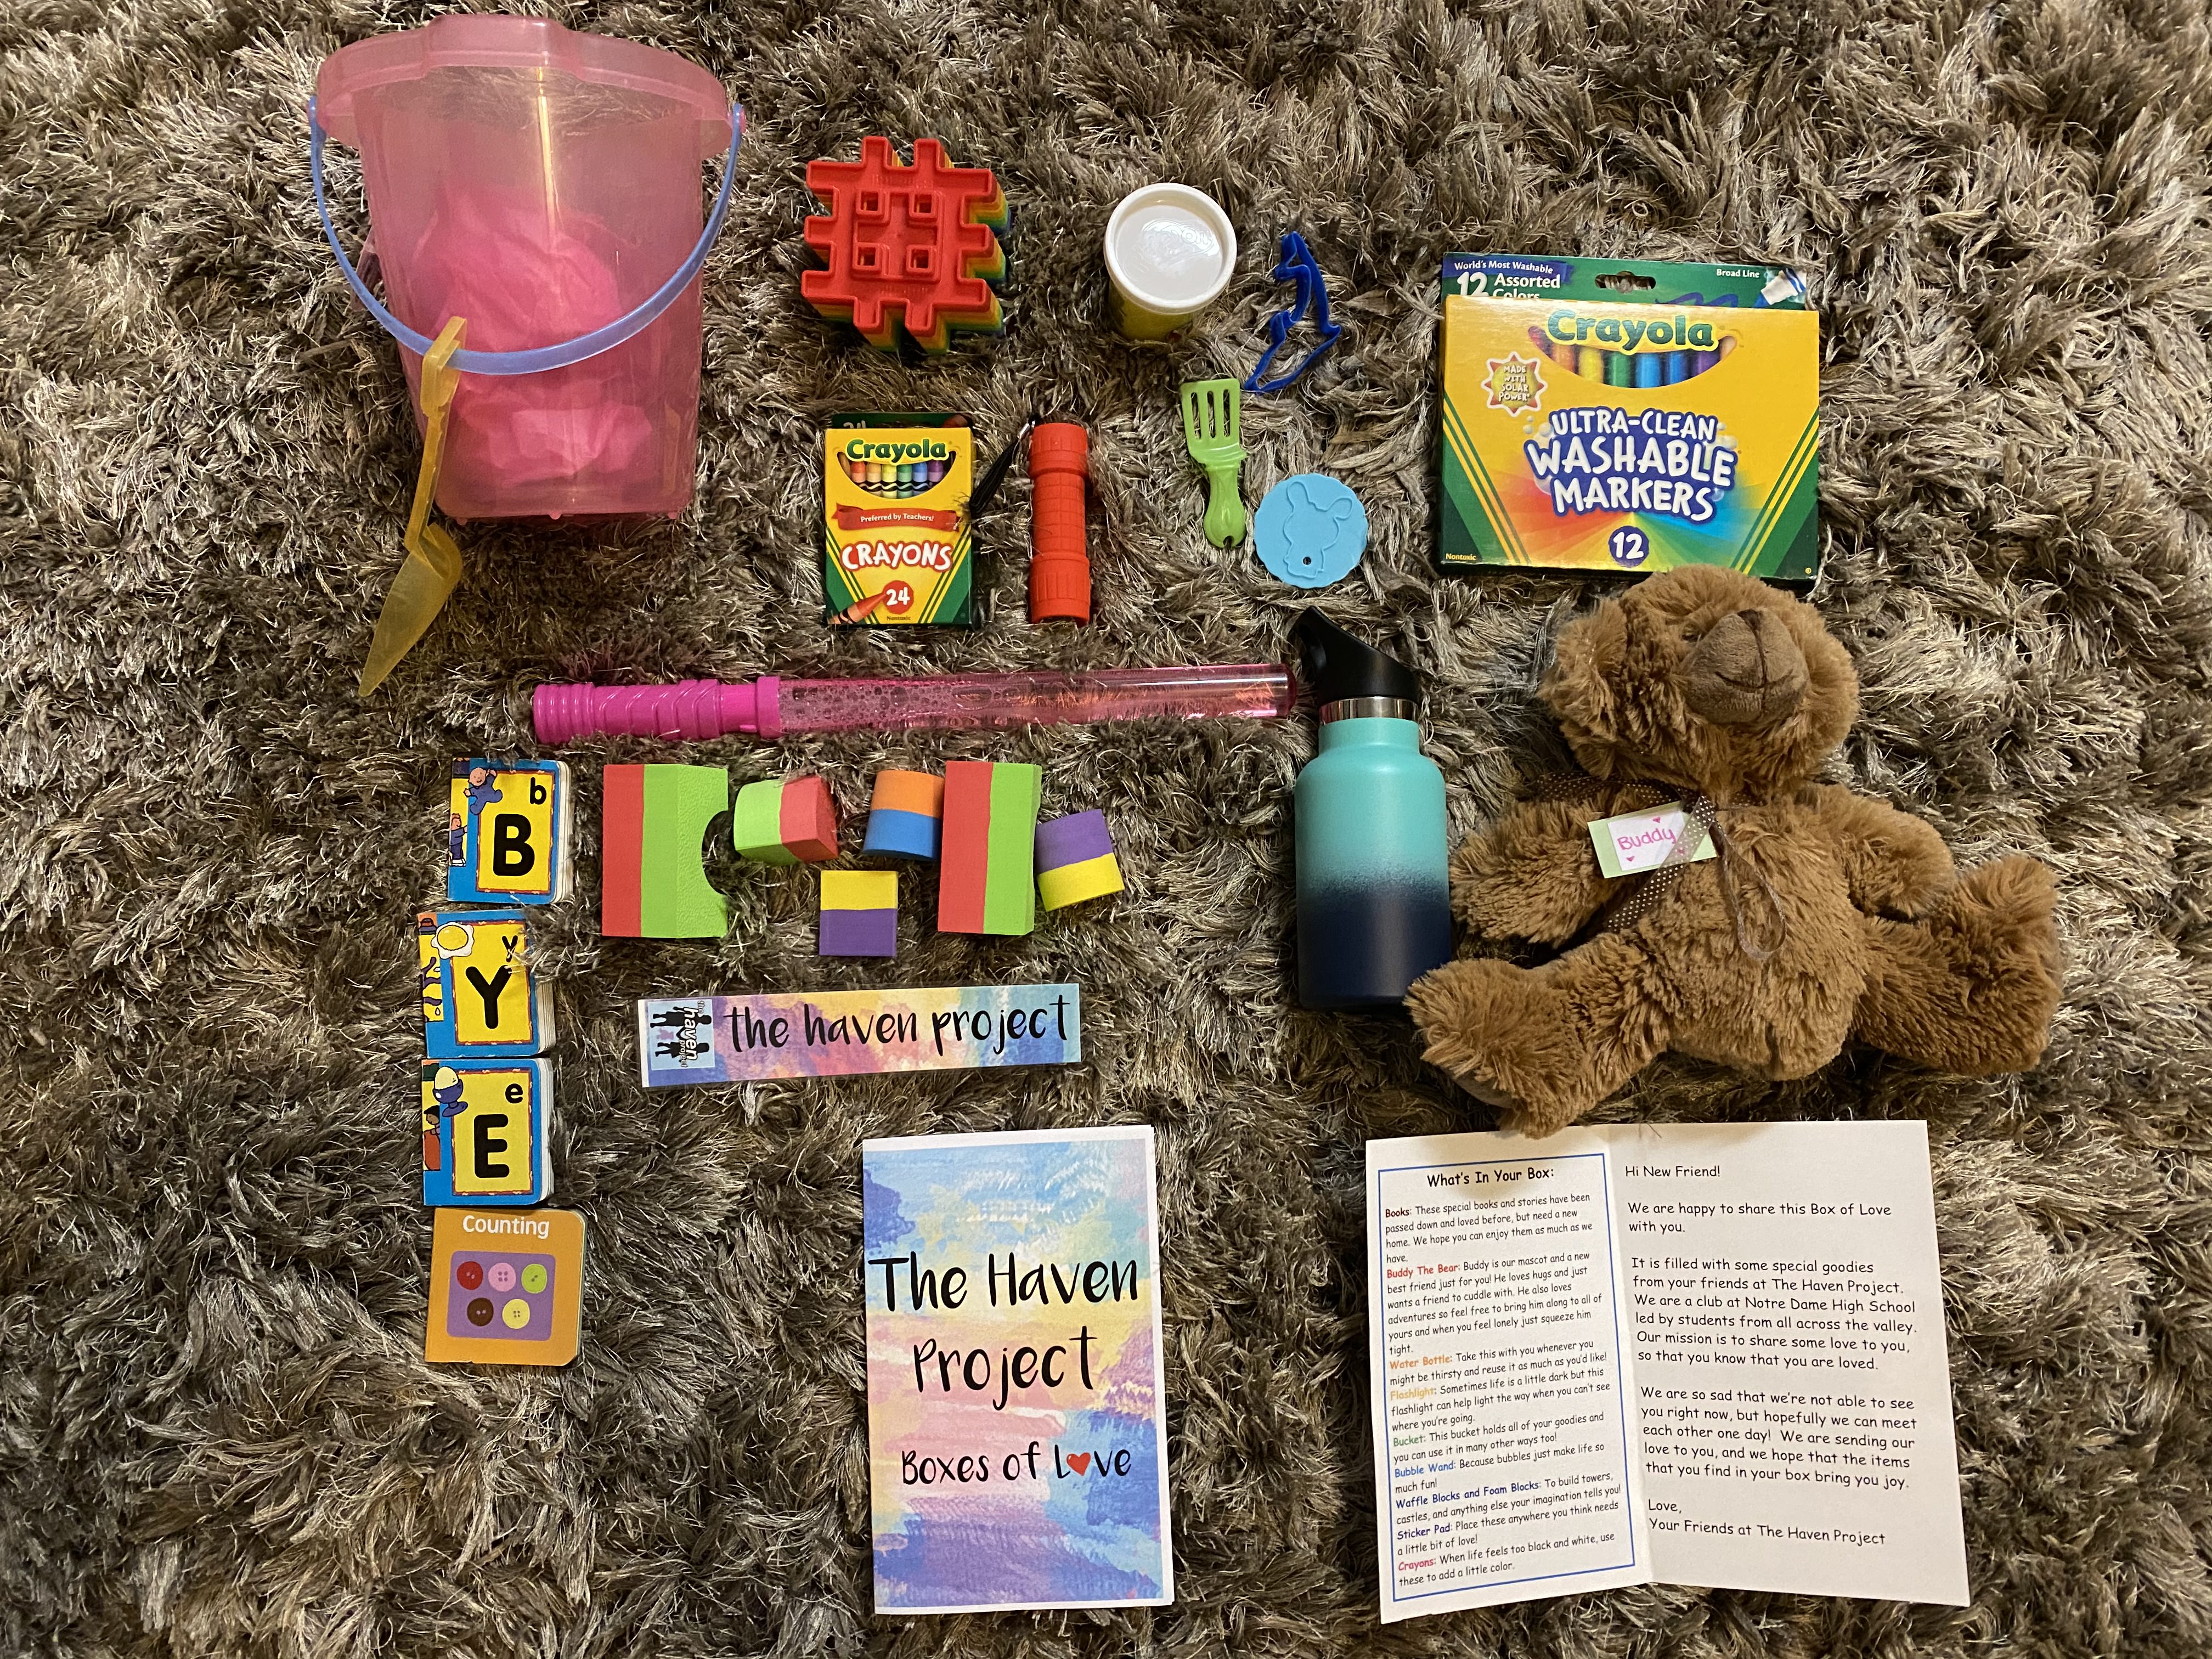 World's Most Washable
12 Assorted
Colors
Broad Line
Crayola
MADE
WITH
SOLAR
POWER
ULTRA-CLEAN
WASHABLE
MARKERS
12
Nontoxic
24
Crayola
Preferred by Teachers!
CRAYONS
24
Nontoxic
b
B
y
Y
e
E
Counting
Buddy
the haven project
the haven project
The Haven
Project
Boxes of Love
What's In Your Box:
Books: These special books and stories have been
passed down and loved before, but need a new
home. We hope you can enjoy them as much as we
have.
Buddy The Bear: Buddy is our mascot and a new
best friend just for you! He loves hugs and just
wants a friend to cuddle with. He also loves
adventures so feel free to bring him along to all of
yours and when you feel lonely just squeeze him
tight.
Water Bottle: Take this with you whenever you
might be thirsty and reuse it as much as you'd like!
Flashlight: Sometimes life is a little dark but this
flashlight can help light the way when you can't see
where you're going.
Bucket: This bucket holds all of your goodies and
you can use it in many other ways too!
Bubble Wand: Because bubbles just make life so
much fun!
Waffle Blocks and Foam Blocks: To build towers,
castles, and anything else your imagination tells you!
Sticker Pad: Place these anywhere you think needs
a little bit of love!
Crayons: When life feels too black and white, use
these to add a little color.
Hi New Friend!
We are happy to share this Box of Love
with you.
It is filled with some special goodies
from your friends at The Haven Project.
We are a club at Notre Dame High School
led by students from all across the valley.
Our mission is to share some love to you,
so that you know that you are loved.
We are so sad that we're not able to see
you right now, but hopefully we can meet
each other one day! We are sending our
love to you, and we hope that the items
that you find in your box bring you joy.
Love,
Your Friends at The Haven Project